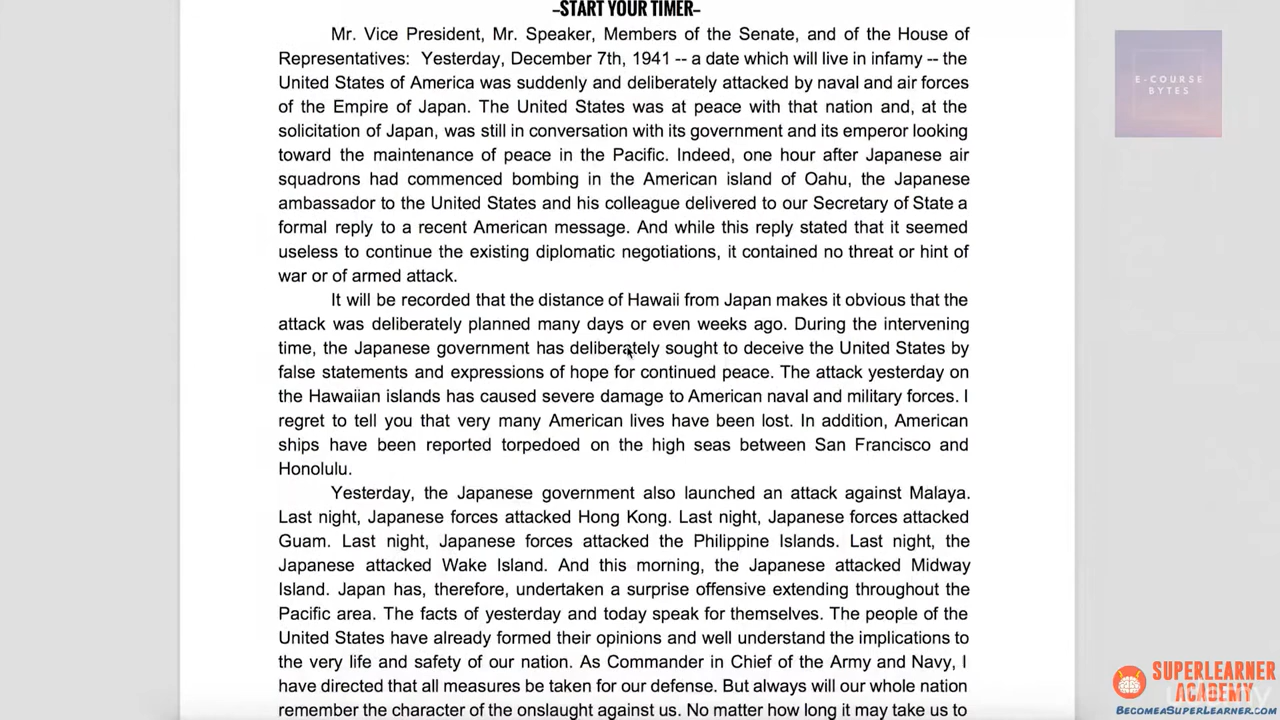 –START YOUR TIMER–
Mr. Vice President, Mr. Speaker, Members of the Senate, and of the House of
Representatives: Yesterday, December 7th, 1941 -- a date which will live in infamy -- the
United States of America was suddenly and deliberately attacked by naval and air forces
of the Empire of Japan. The United States was at peace with that nation and, at the
solicitation of Japan, was still in conversation with its government and its emperor looking
toward the maintenance of peace in the Pacific. Indeed, one hour after Japanese air
squadrons had commenced bombing in the American island of Oahu, the Japanese
ambassador to the United States and his colleague delivered to our Secretary of State a
formal reply to a recent American message. And while this reply stated that it seemed
useless to continue the existing diplomatic negotiations, it contained no threat or hint of
war or of armed attack.
It will be recorded that the distance of Hawaii from Japan makes it obvious that the
attack was deliberately planned many days or even weeks ago. During the intervening
time, the Japanese government has deliberately sought to deceive the United States by
false statements and expressions of hope for continued peace. The attack yesterday on
the Hawaiian islands has caused severe damage to American naval and military forces. I
regret to tell you that very many American lives have been lost. In addition, American
ships have been reported torpedoed on the high seas between San Francisco and
Honolulu.
Yesterday, the Japanese government also launched an attack against Malaya.
Last night, Japanese forces attacked Hong Kong. Last night, Japanese forces attacked
Guam. Last night, Japanese forces attacked the Philippine Islands. Last night, the
Japanese attacked Wake Island. And this morning, the Japanese attacked Midway
Island. Japan has, therefore, undertaken a surprise offensive extending throughout the
Pacific area. The facts of yesterday and today speak for themselves. The people of the
United States have already formed their opinions and well understand the implications to
the very life and safety of our nation. As Commander in Chief of the Army and Navy, I
have directed that all measures be taken for our defense. But always will our whole nation
remember the character of the onslaught against us. No matter how long it may take us to
E-COURSE
BYTES
SUPERLEARNER
ACADEMY
BECOMEASUPERLEARNER.COM